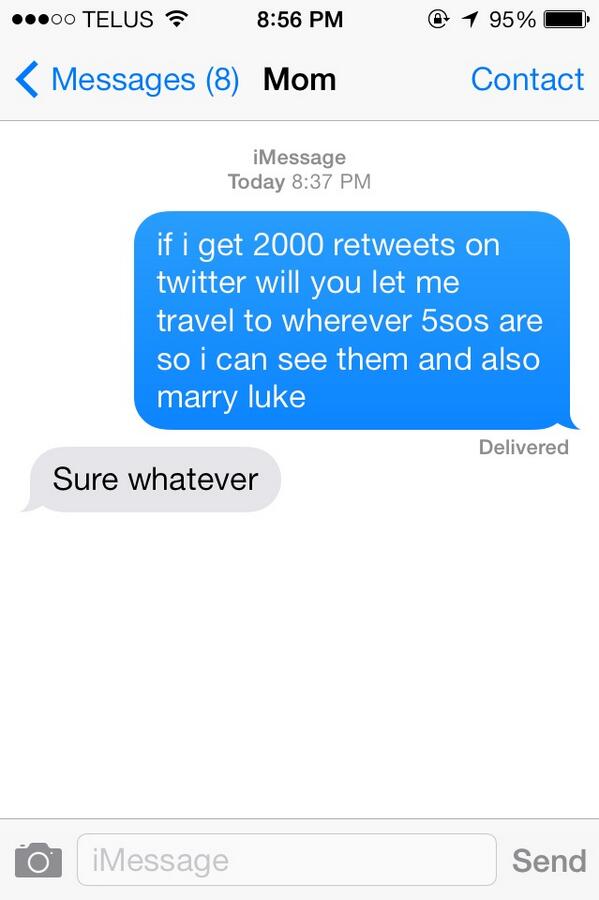 TELUS 8:56 PM 95%
Messages (8) Mom Contact
iMessage
Today 8:37 PM
if i get 2000 retweets on
twitter will you let me
travel to wherever 5sos are
so i can see them and also
marry luke
Delivered
Sure whatever
iMessage Send